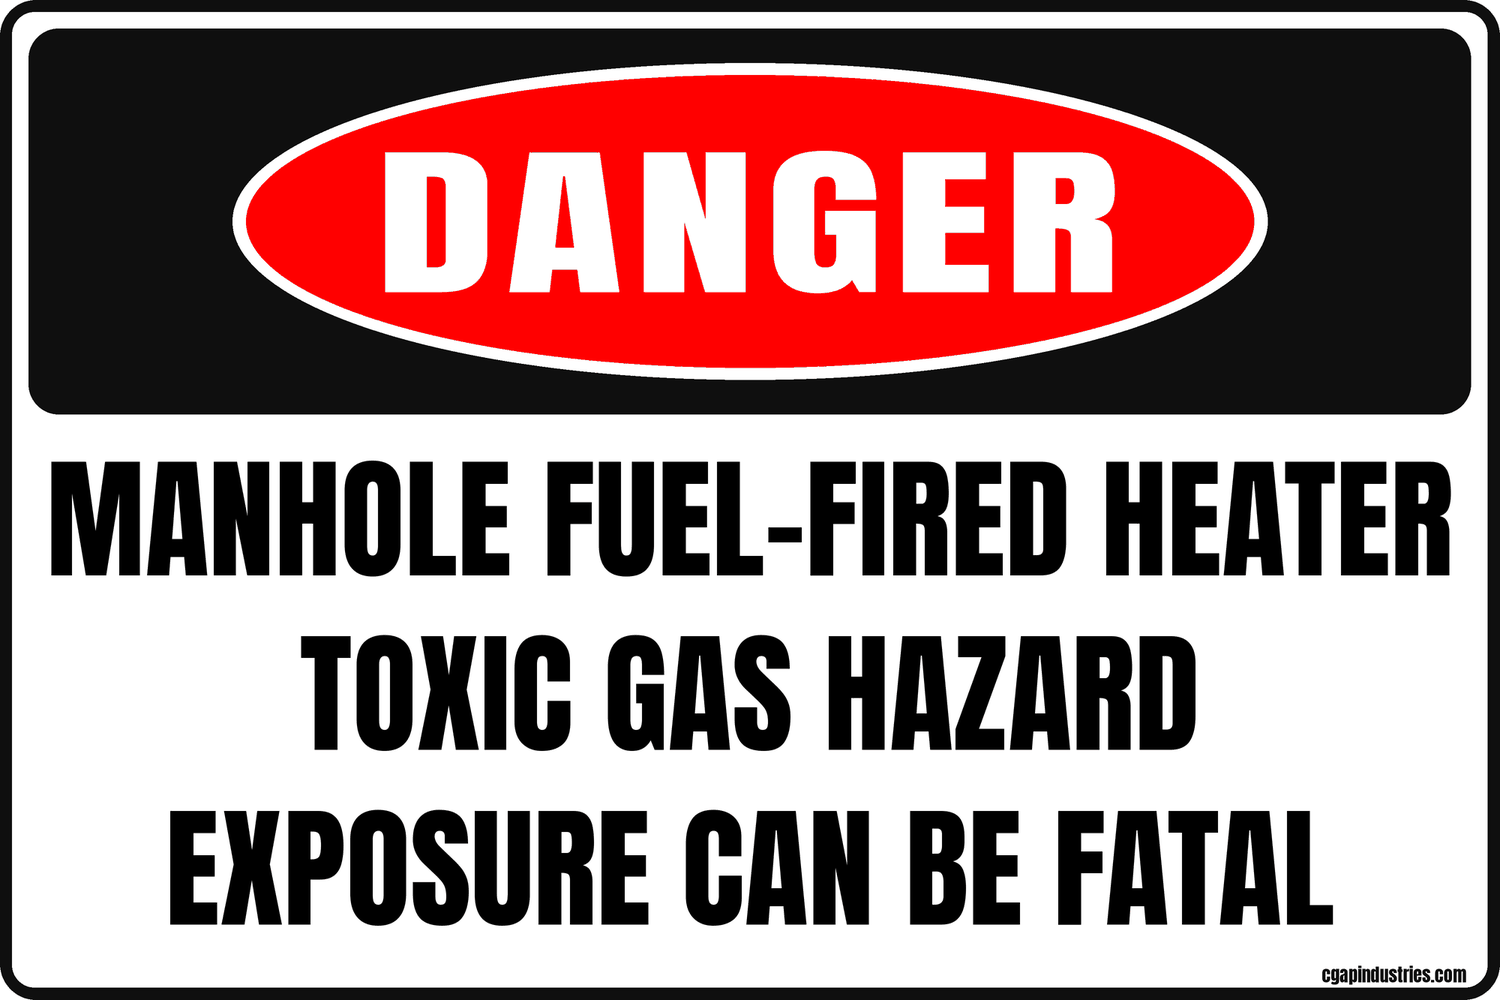 DANGER
MANHOLE FUEL-FIRED HEATER
TOXIC GAS HAZARD
EXPOSURE CAN BE FATAL
cgapindustries.com